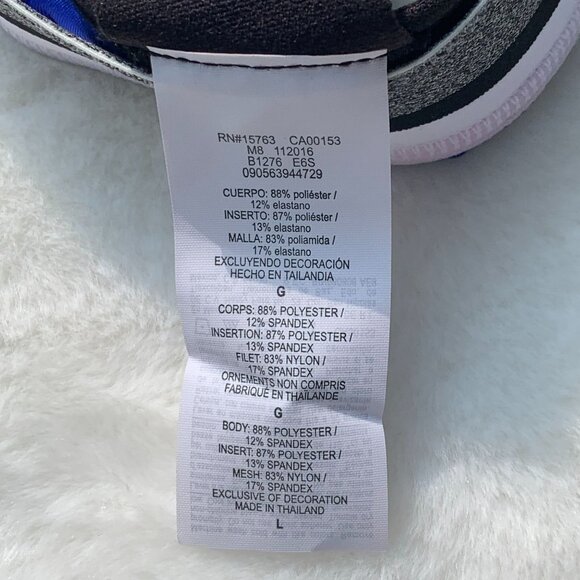 RN#15763 CA00153
M8 112016
B1276 E6S
090563944729
CUERPO: 88% poliéster /
12% elastano
INSERTO: 87% poliéster /
13% elastano
MALLA: 83% poliamida /
17% elastano
EXCLUYENDO DECORACIÓN
HECHO EN TAILANDIA
G
CORPS: 88% POLYESTER /
12% SPANDEX
INSERTION: 87% POLYESTER /
13% SPANDEX
FILET: 83% NYLON /
17% SPANDEX
ORNEMENTS NON COMPRIS
FABRIQUÉ EN THAÏLANDE
G
BODY: 88% POLYESTER /
12% SPANDEX
INSERT: 87% POLYESTER /
13% SPANDEX
MESH: 83% NYLON /
17% SPANDEX
EXCLUSIVE OF DECORATION
MADE IN THAILAND
L